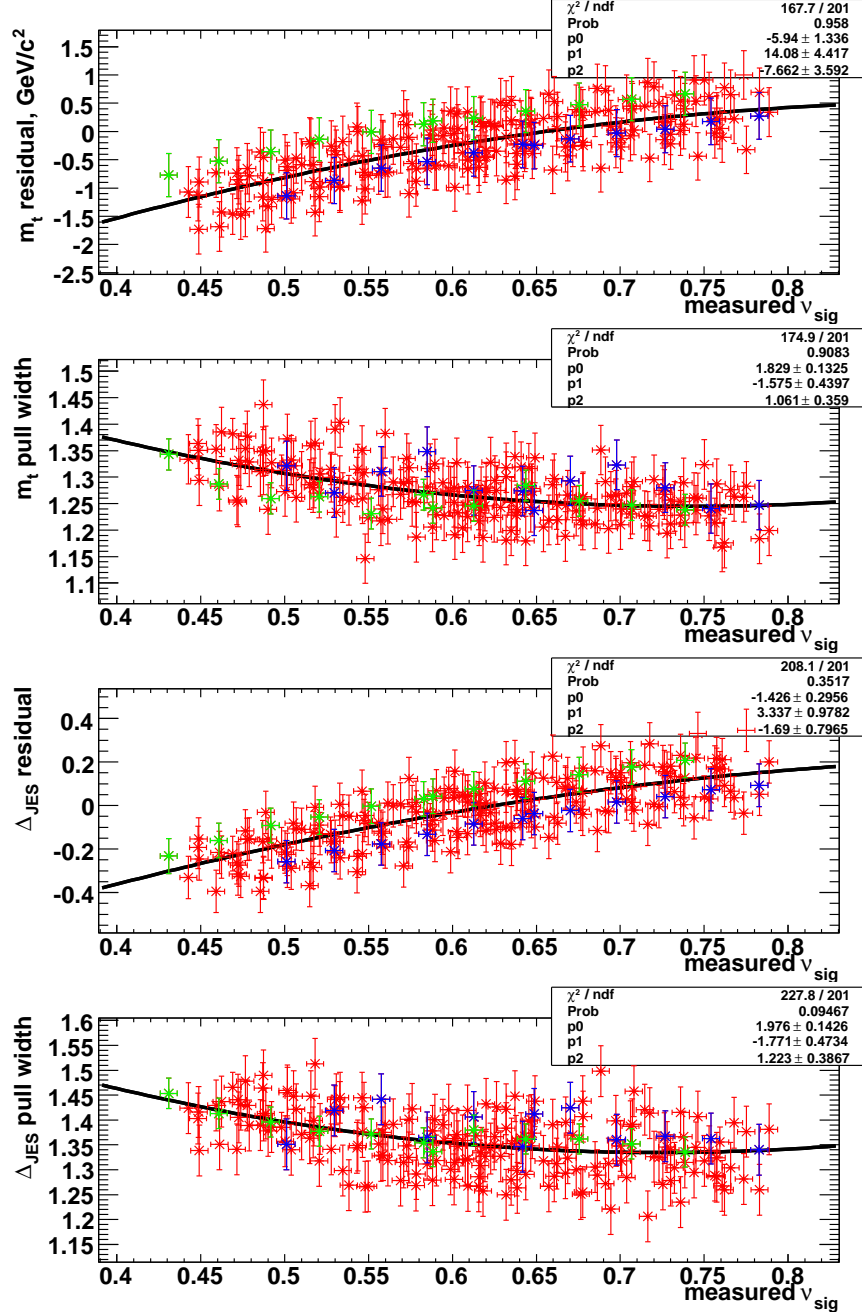 χ² / ndf 167.7 / 201
Prob 0.958
p0 -5.94 ± 1.336
p1 14.08 ± 4.417
p2 -7.662 ± 3.592
m_t residual, GeV/c²
1.5
1
0.5
0
-0.5
-1
-1.5
-2
-2.5
0.4 0.45 0.5 0.55 0.6 0.65 0.7 0.75 0.8
measured ν_sig
χ² / ndf 174.9 / 201
Prob 0.9083
p0 1.829 ± 0.1325
p1 -1.575 ± 0.4397
p2 1.061 ± 0.359
m_t pull width
1.5
1.45
1.4
1.35
1.3
1.25
1.2
1.15
1.1
0.4 0.45 0.5 0.55 0.6 0.65 0.7 0.75 0.8
measured ν_sig
χ² / ndf 208.1 / 201
Prob 0.3517
p0 -1.426 ± 0.2956
p1 3.337 ± 0.9782
p2 -1.69 ± 0.7965
Δ_JES residual
0.4
0.2
0
-0.2
-0.4
0.4 0.45 0.5 0.55 0.6 0.65 0.7 0.75 0.8
measured ν_sig
χ² / ndf 227.8 / 201
Prob 0.09467
p0 1.976 ± 0.1426
p1 -1.771 ± 0.4734
p2 1.223 ± 0.3867
Δ_JES pull width
1.6
1.55
1.5
1.45
1.4
1.35
1.3
1.25
1.2
1.15
0.4 0.45 0.5 0.55 0.6 0.65 0.7 0.75 0.8
measured ν_sig